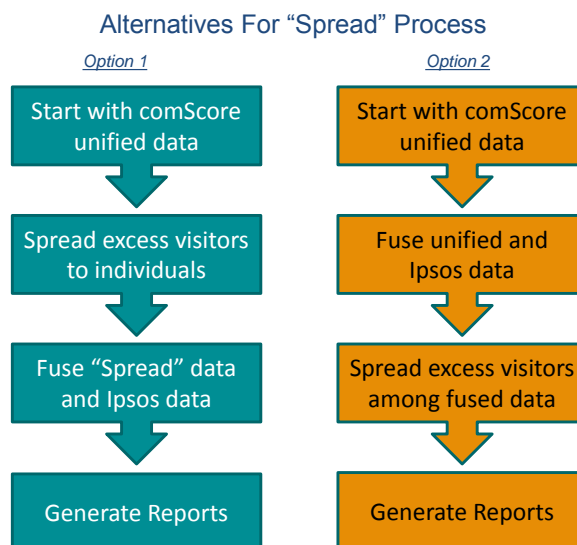 Alternatives For “Spread” Process
Option 1
Start with comScore
unified data
Spread excess visitors
to individuals
Fuse “Spread” data
and Ipsos data
Generate Reports
Option 2
Start with comScore
unified data
Fuse unified and
Ipsos data
Spread excess visitors
among fused data
Generate Reports